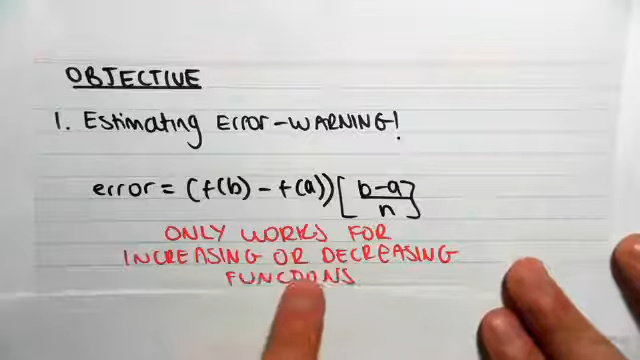 OBJECTIVE
1. Estimating Error-WARNING!
error = (f(b) - f(a)) [b-a/n]
ONLY WORKS FOR
INCREASING OR DECREASING
FUNCTIONS